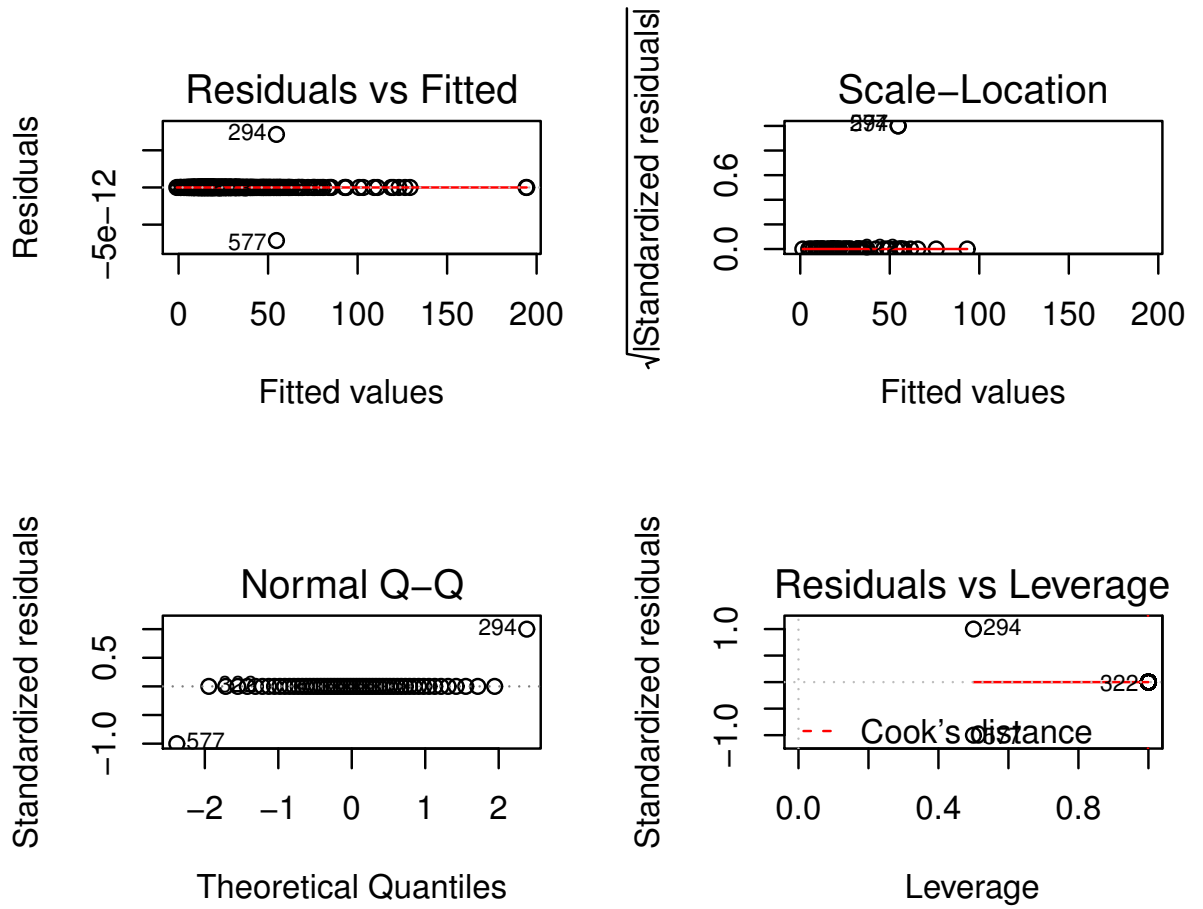 Residuals vs Fitted
Residuals
−5e−12
294
577
0 50 100 150 200
Fitted values
Scale−Location
√|Standardized residuals|
0.0 0.6
294
0 50 100 150 200
Fitted values
Normal Q−Q
Standardized residuals
−1.0 0.5
294
577
−2 −1 0 1 2
Theoretical Quantiles
Residuals vs Leverage
Standardized residuals
−1.0 1.0
294
322
577
Cook's distance
0.0 0.4 0.8
Leverage